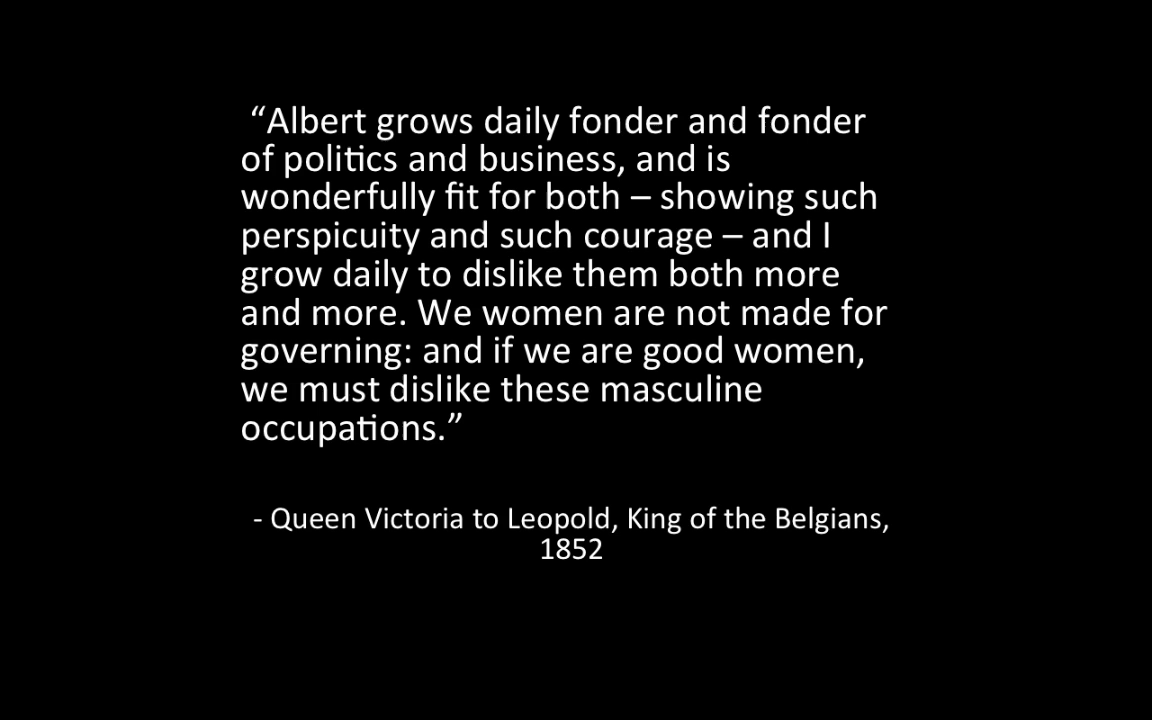 “Albert grows daily fonder and fonder
of politics and business, and is
wonderfully fit for both – showing such
perspicuity and such courage – and I
grow daily to dislike them both more
and more. We women are not made for
governing: and if we are good women,
we must dislike these masculine
occupations.”
- Queen Victoria to Leopold, King of the Belgians,
1852